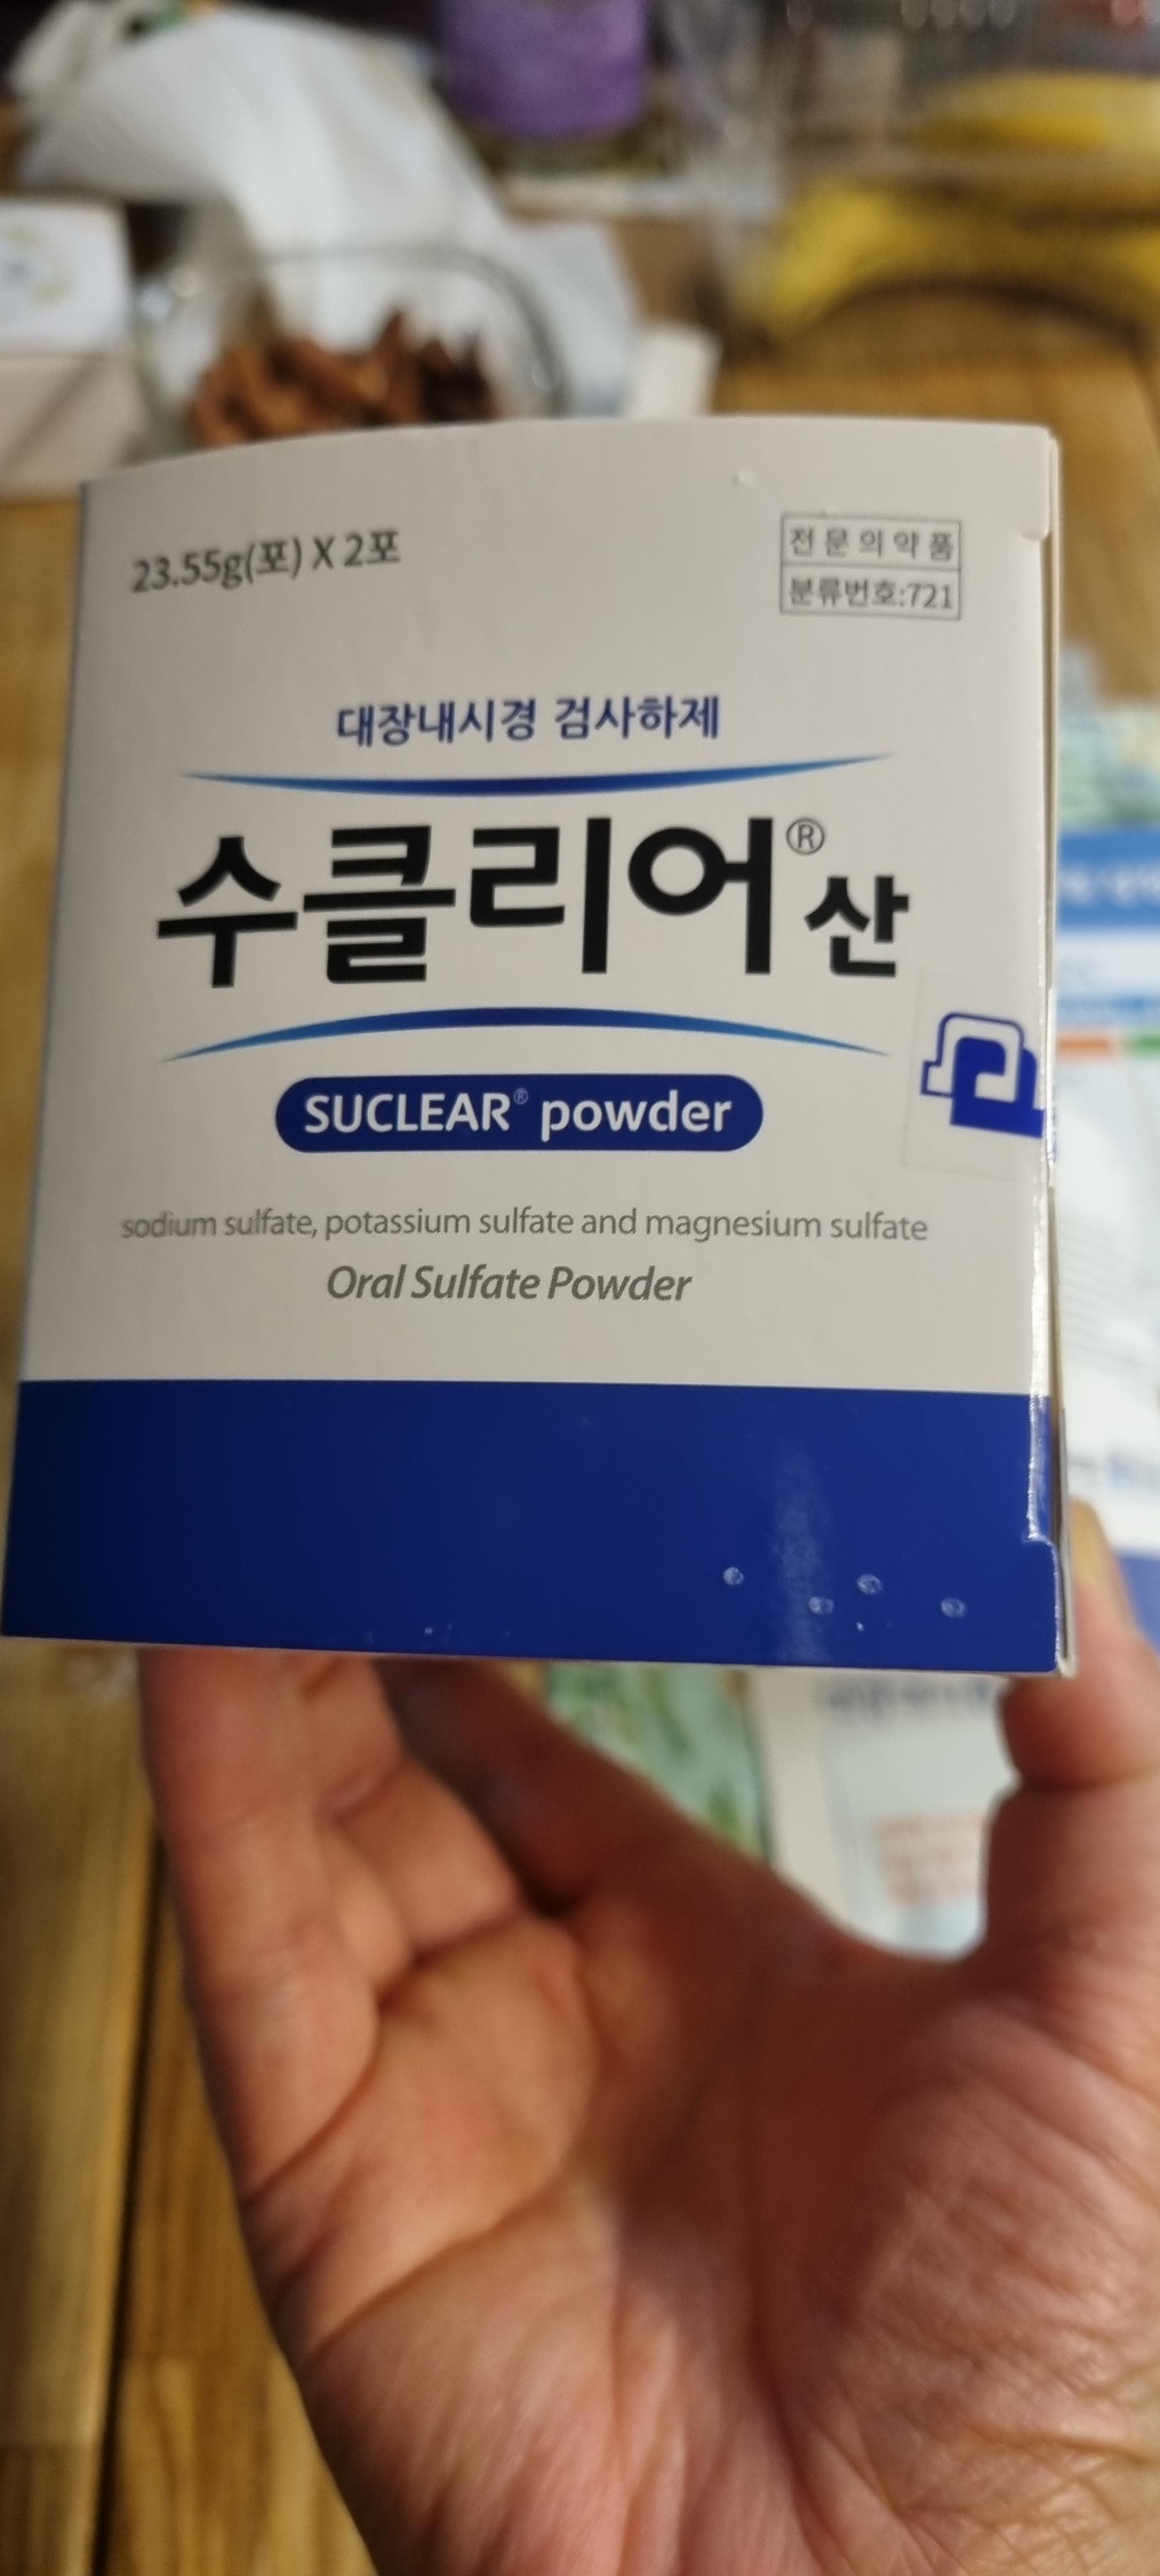 23.55g(포) X 2포
전문의약품
분류번호:721
대장내시경 검사하제
수클리어®산
SUCLEAR® powder
sodium sulfate, potassium sulfate and magnesium sulfate
Oral Sulfate Powder